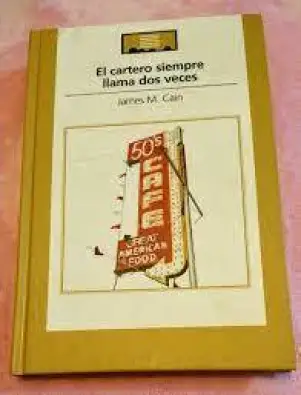 El cartero siempre
llama dos veces
James M. Cain
50's
CAFE
GREAT
AMERICAN
FOOD